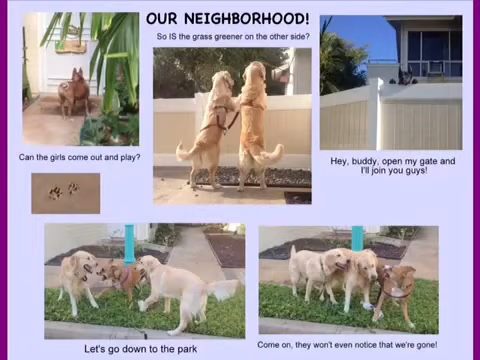 OUR NEIGHBORHOOD!
So IS the grass greener on the other side?
Can the girls come out and play?
Hey, buddy, open my gate and
I'll join you guys!
Let's go down to the park
Come on, they won't even notice that we're gone!